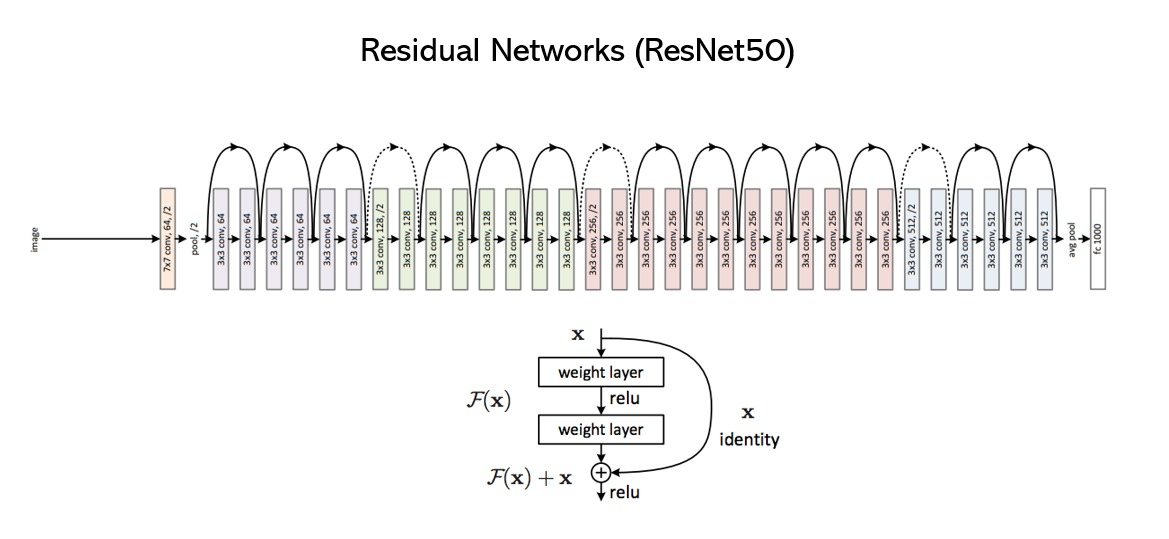 Residual Networks (ResNet50)
image
7x7 conv, 64, /2
pool, /2
3x3 conv, 64
3x3 conv, 64
3x3 conv, 64
3x3 conv, 64
3x3 conv, 64
3x3 conv, 64
3x3 conv, 128, /2
3x3 conv, 128
3x3 conv, 128
3x3 conv, 128
3x3 conv, 128
3x3 conv, 128
3x3 conv, 128
3x3 conv, 128
3x3 conv, 256, /2
3x3 conv, 256
3x3 conv, 256
3x3 conv, 256
3x3 conv, 256
3x3 conv, 256
3x3 conv, 256
3x3 conv, 256
3x3 conv, 256
3x3 conv, 256
3x3 conv, 256
3x3 conv, 256
3x3 conv, 512, /2
3x3 conv, 512
3x3 conv, 512
3x3 conv, 512
3x3 conv, 512
3x3 conv, 512
avg pool
fc 1000
x
weight layer
F(x)
relu
x
identity
weight layer
F(x) + x
+
relu